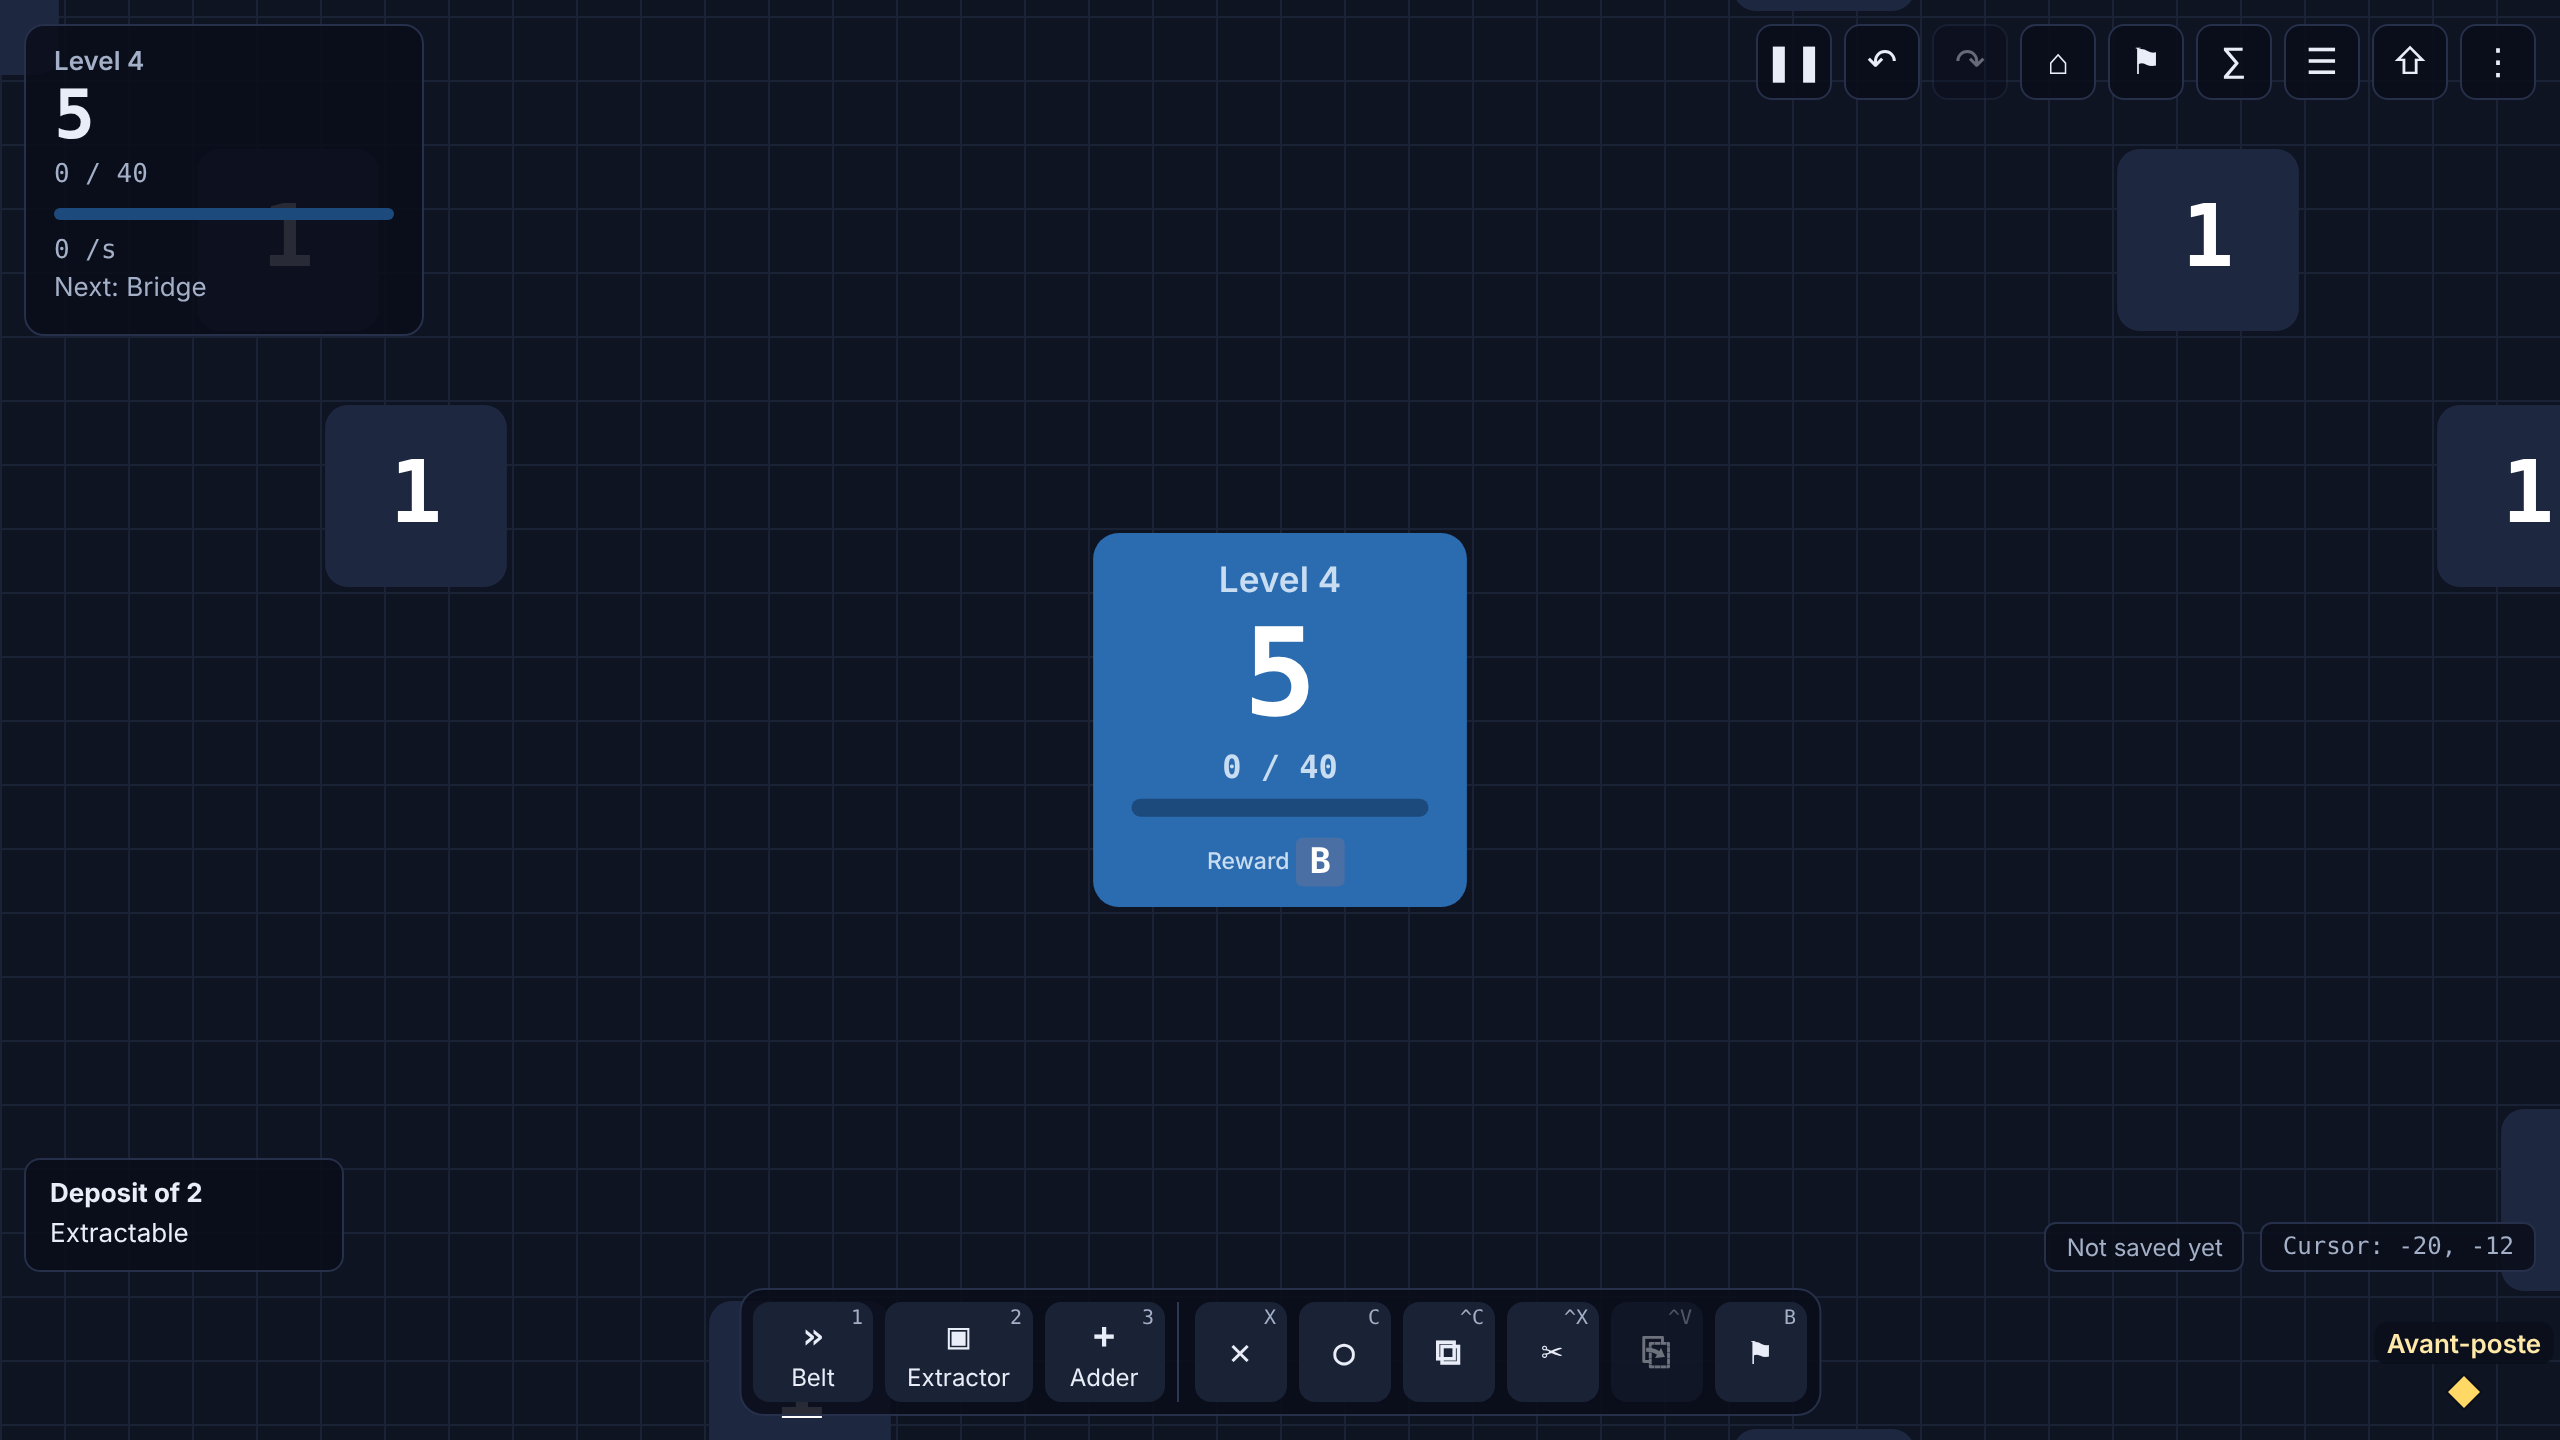 Level 4
5
0 / 40
1
0 /s
Next: Bridge
❚❚ ↶ ↷ ⌂ ⚑ ∑ ☰ ⇧ ⋮
1
1
1
Level 4
5
0 / 40
Reward B
Deposit of 2
Extractable
Not saved yet
Cursor: -20, -12
» 1
Belt
▣ 2
Extractor
+ 3
Adder
✕ X
○ C
⧉ ^C
✂ ^X
^V
⚑ B
Avant-poste